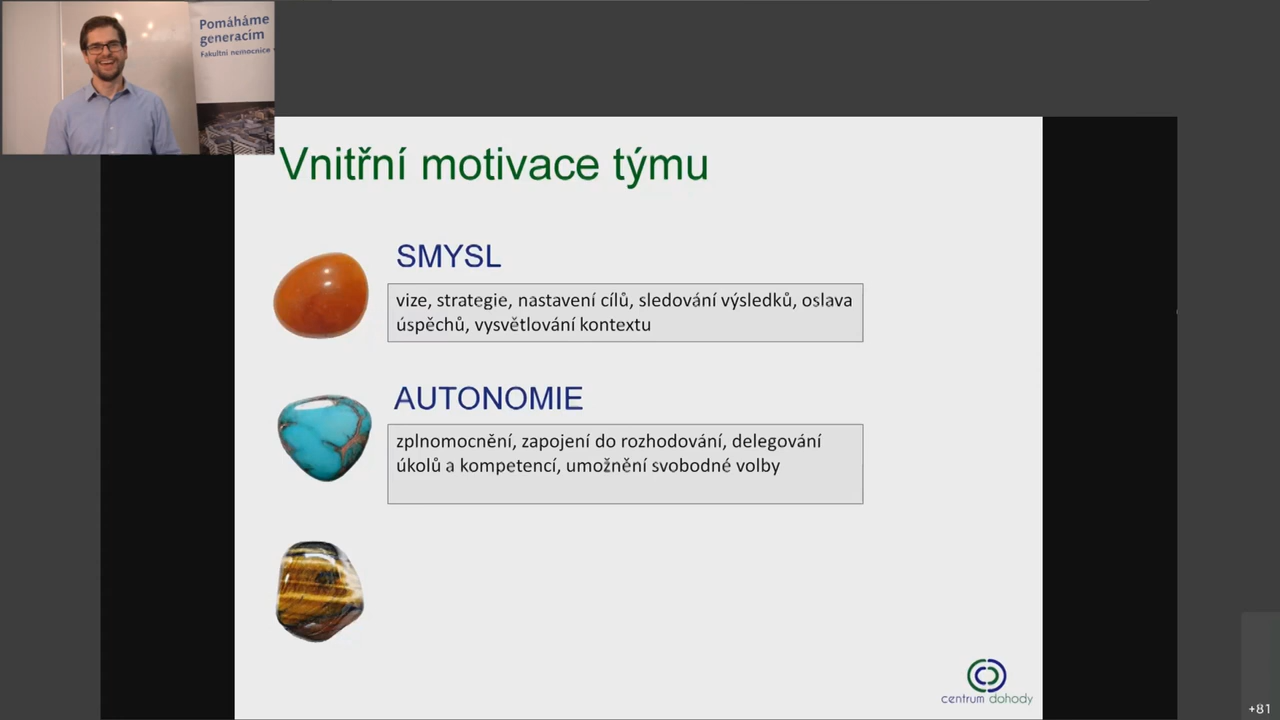 Pomáháme
generacím
Fakultní nemocnice
Vnitřní motivace týmu
SMYSL
vize, strategie, nastavení cílů, sledování výsledků, oslava
úspěchů, vysvětlování kontextu
AUTONOMIE
zplnomocnění, zapojení do rozhodování, delegování
úkolů a kompetencí, umožnění svobodné volby
centrum dohody
+81